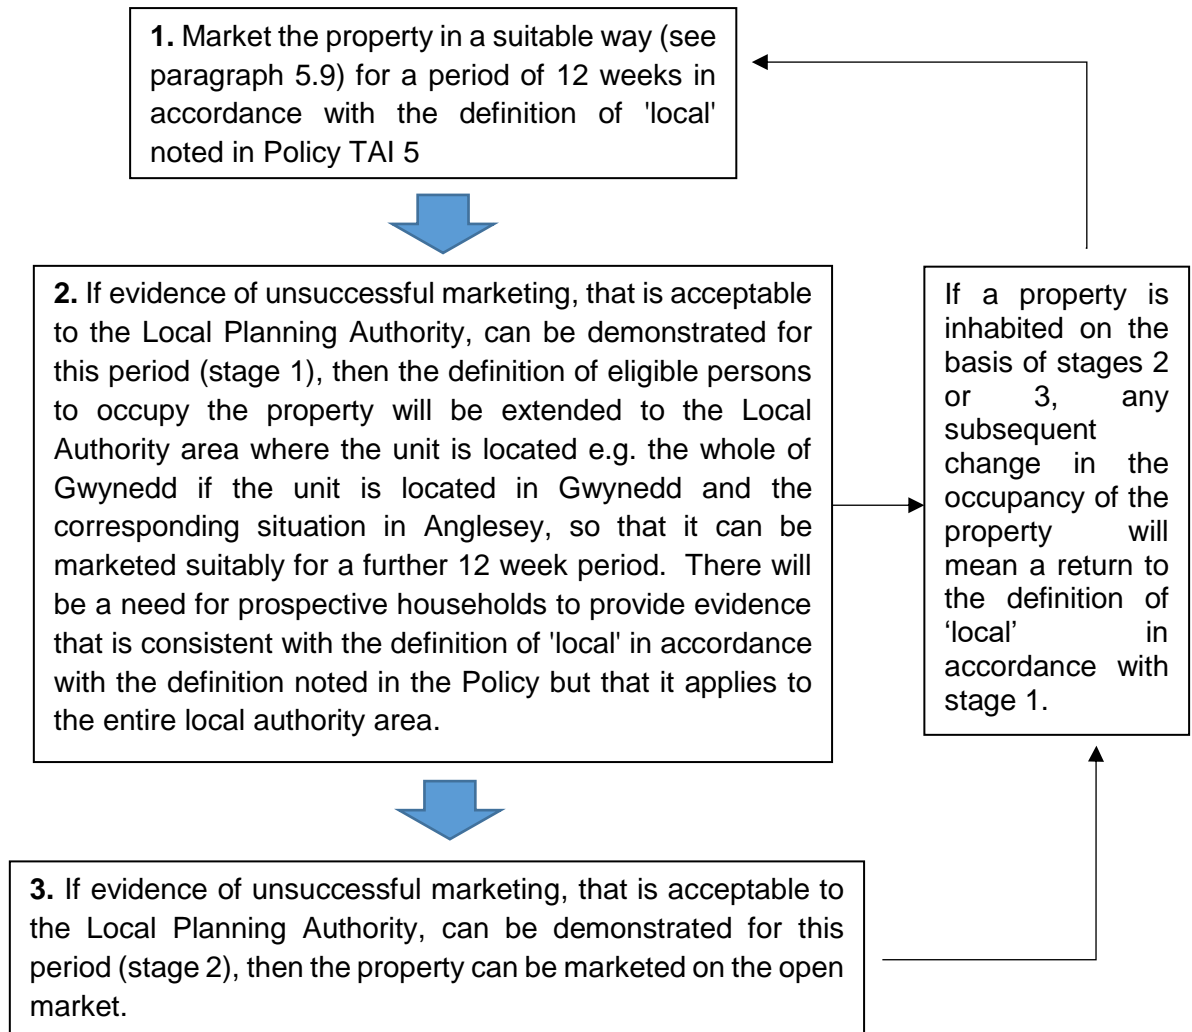 1. Market the property in a suitable way (see
paragraph 5.9) for a period of 12 weeks in
accordance with the definition of 'local'
noted in Policy TAI 5
2. If evidence of unsuccessful marketing, that is acceptable
to the Local Planning Authority, can be demonstrated for
this period (stage 1), then the definition of eligible persons
to occupy the property will be extended to the Local
Authority area where the unit is located e.g. the whole of
Gwynedd if the unit is located in Gwynedd and the
corresponding situation in Anglesey, so that it can be
marketed suitably for a further 12 week period. There will
be a need for prospective households to provide evidence
that is consistent with the definition of 'local' in accordance
with the definition noted in the Policy but that it applies to
the entire local authority area.
If a property is
inhabited on the
basis of stages 2
or 3, any
subsequent
change in the
occupancy of the
property will
mean a return to
the definition of
‘local’ in
accordance with
stage 1.
3. If evidence of unsuccessful marketing, that is acceptable to
the Local Planning Authority, can be demonstrated for this
period (stage 2), then the property can be marketed on the open
market.